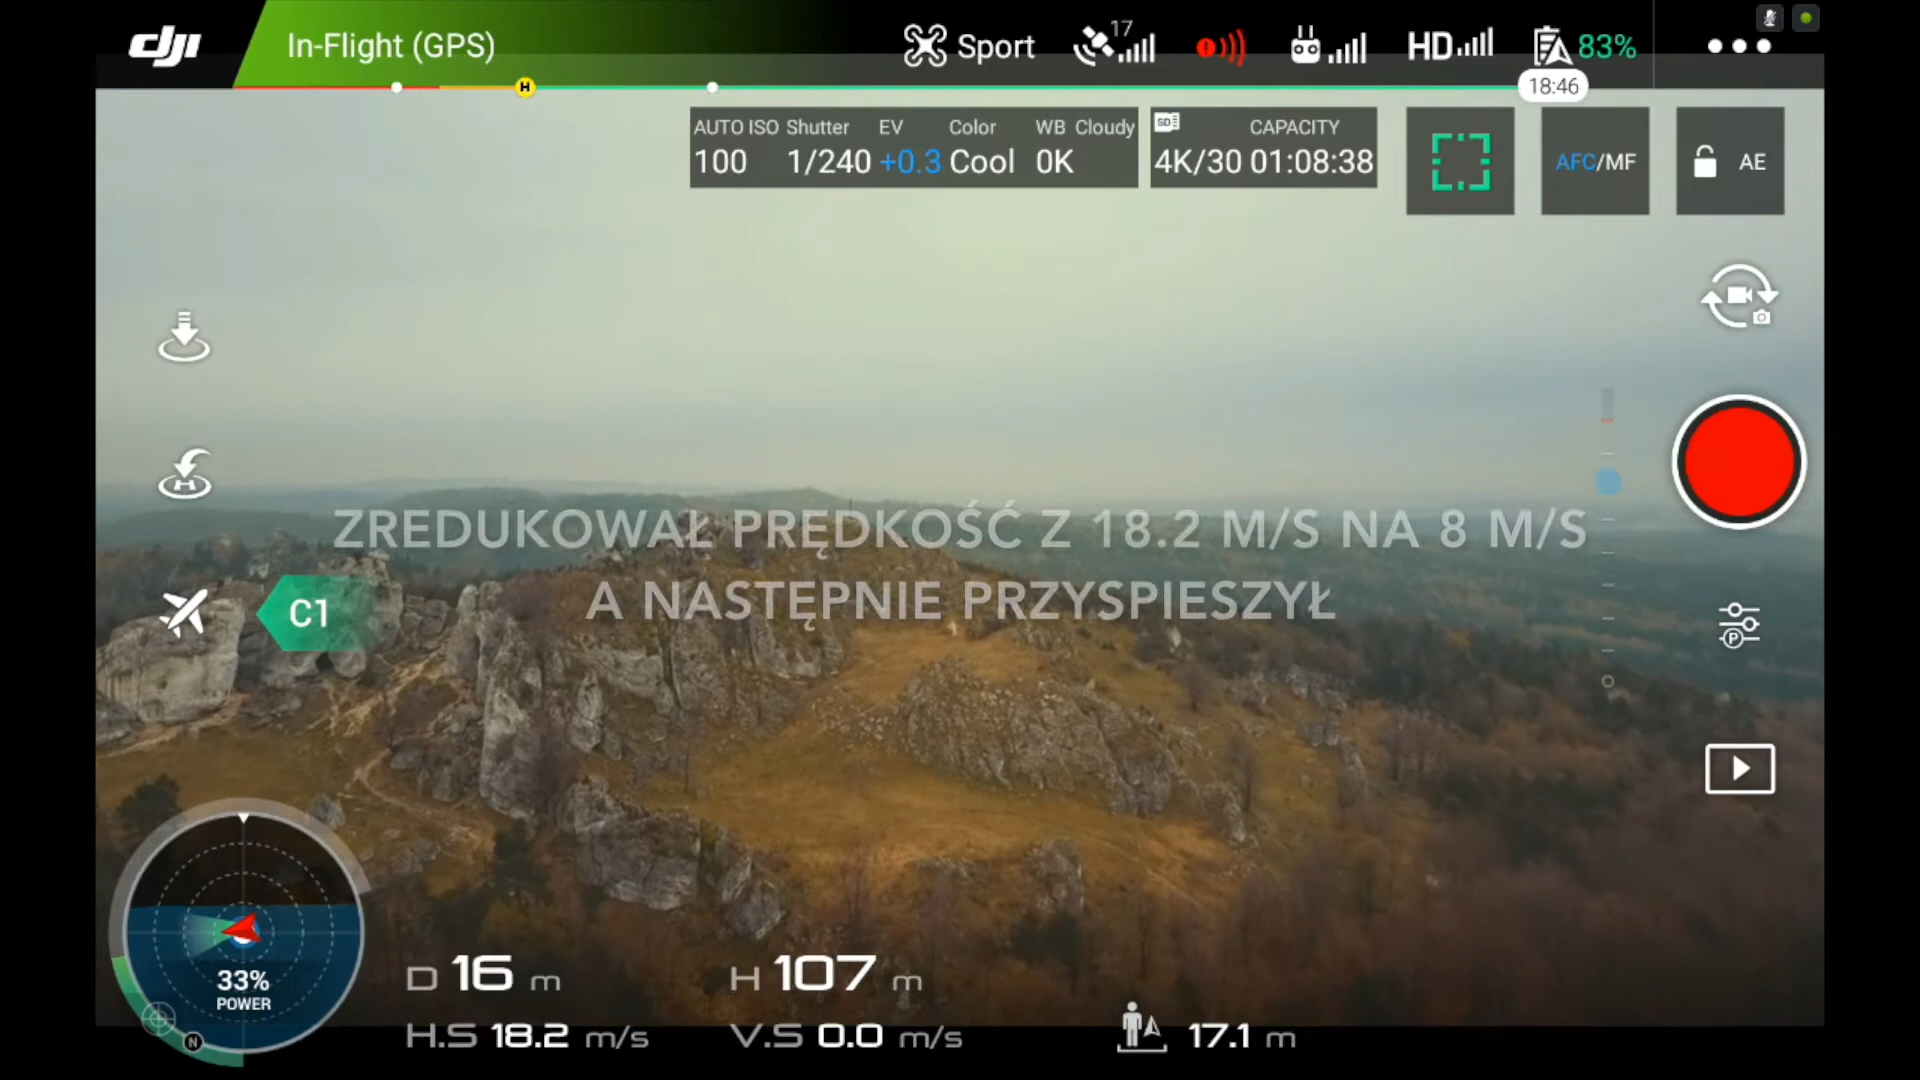 dji
In-Flight (GPS)
Sport
17
HD
83%
18:46
AUTO ISO Shutter EV Color WB Cloudy
100 1/240 +0.3 Cool 0K
SD CAPACITY
4K/30 01:08:38
AFC/MF
AE
H
ZREDUKOWAŁ PRĘDKOŚĆ Z 18.2 M/S NA 8 M/S
A NASTĘPNIE PRZYSPIESZYŁ
C1
P
33%
POWER
N
D 16 m
H 107 m
H.S 18.2 m/s
V.S 0.0 m/s
17.1 m